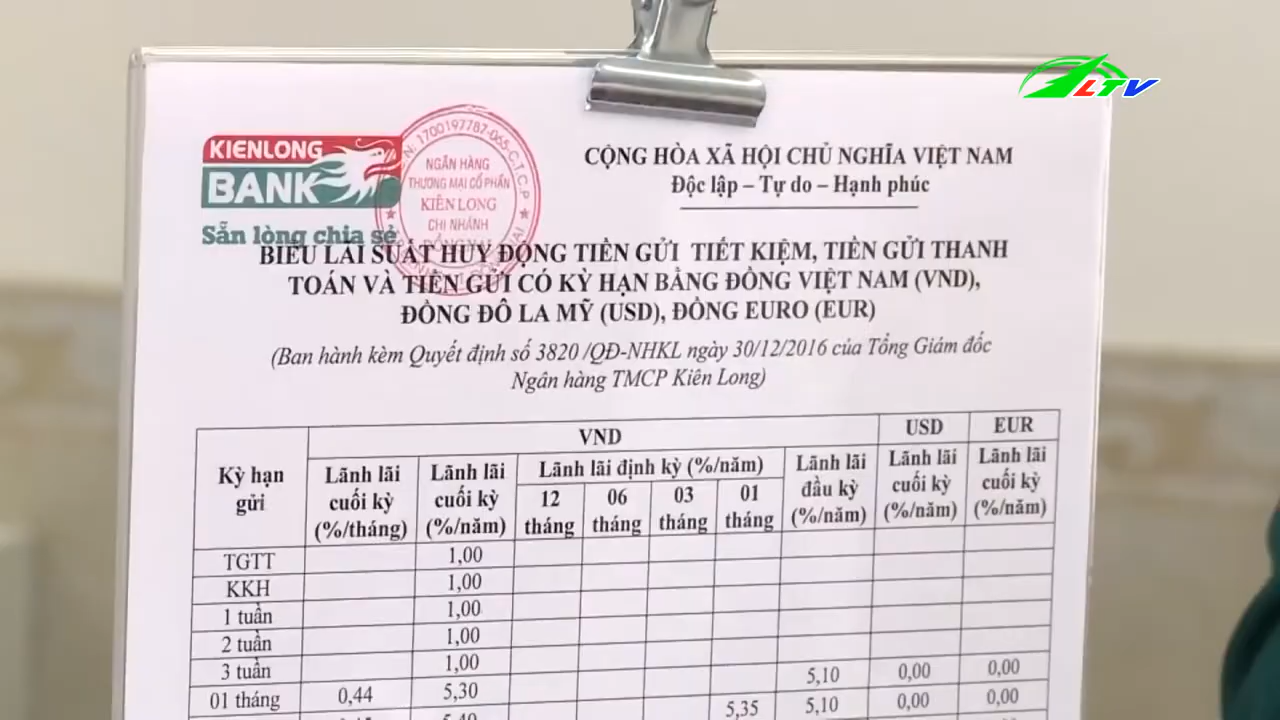 LTV
KIENLONG
BANK
Sẵn lòng chia sẻ
1700197787-065-C.T.C.P
NGÂN HÀNG
THƯƠNG MẠI CỔ PHẦN
KIÊN LONG
CHI NHÁNH
ĐỒNG NAI
CỘNG HÒA XÃ HỘI CHỦ NGHĨA VIỆT NAM
Độc lập – Tự do – Hạnh phúc
BIỂU LÃI SUẤT HUY ĐỘNG TIỀN GỬI TIẾT KIỆM, TIỀN GỬI THANH
TOÁN VÀ TIỀN GỬI CÓ KỲ HẠN BẰNG ĐỒNG VIỆT NAM (VND),
ĐỒNG ĐÔ LA MỸ (USD), ĐỒNG EURO (EUR)
(Ban hành kèm Quyết định số 3820 /QĐ-NHKL ngày 30/12/2016 của Tổng Giám đốc
Ngân hàng TMCP Kiên Long)
Kỳ hạn gửi VND USD EUR
Lãnh lãi cuối kỳ (%/tháng) Lãnh lãi cuối kỳ (%/năm) Lãnh lãi định kỳ (%/năm) Lãnh lãi đầu kỳ (%/năm) Lãnh lãi cuối kỳ (%/năm) Lãnh lãi cuối kỳ (%/năm)
12 tháng 06 tháng 03 tháng 01 tháng
TGTT 1,00
KKH 1,00
1 tuần 1,00
2 tuần 1,00
3 tuần 1,00 5,10 0,00 0,00
01 tháng 0,44 5,30 5,35 5,10 0,00 0,00